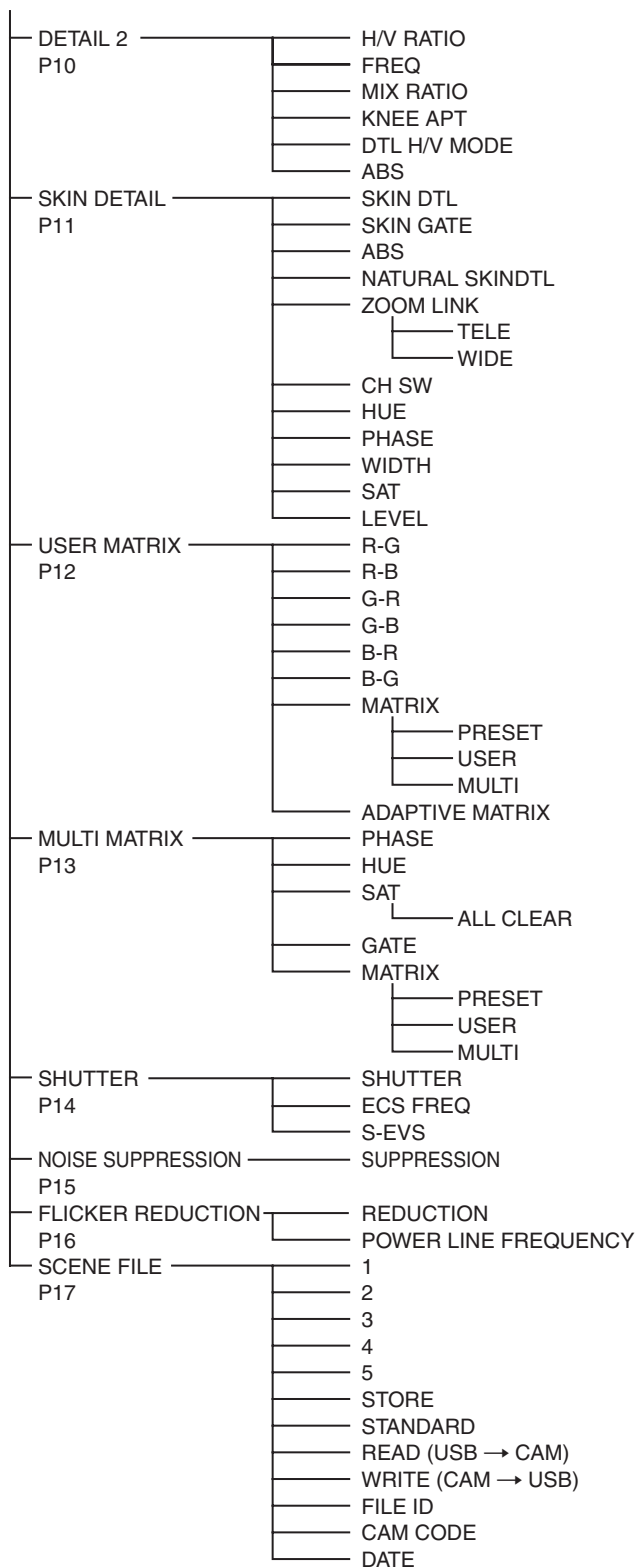 DETAIL 2 H/V RATIO
P10 FREQ
MIX RATIO
KNEE APT
DTL H/V MODE
ABS
SKIN DETAIL SKIN DTL
P11 SKIN GATE
ABS
NATURAL SKINDTL
ZOOM LINK
TELE
WIDE
CH SW
HUE
PHASE
WIDTH
SAT
LEVEL
USER MATRIX R-G
P12 R-B
G-R
G-B
B-R
B-G
MATRIX
PRESET
USER
MULTI
ADAPTIVE MATRIX
MULTI MATRIX PHASE
P13 HUE
SAT
ALL CLEAR
GATE
MATRIX
PRESET
USER
MULTI
SHUTTER SHUTTER
P14 ECS FREQ
S-EVS
NOISE SUPPRESSION SUPPRESSION
P15
FLICKER REDUCTION REDUCTION
P16 POWER LINE FREQUENCY
SCENE FILE 1
P17 2
3
4
5
STORE
STANDARD
READ (USB → CAM)
WRITE (CAM → USB)
FILE ID
CAM CODE
DATE